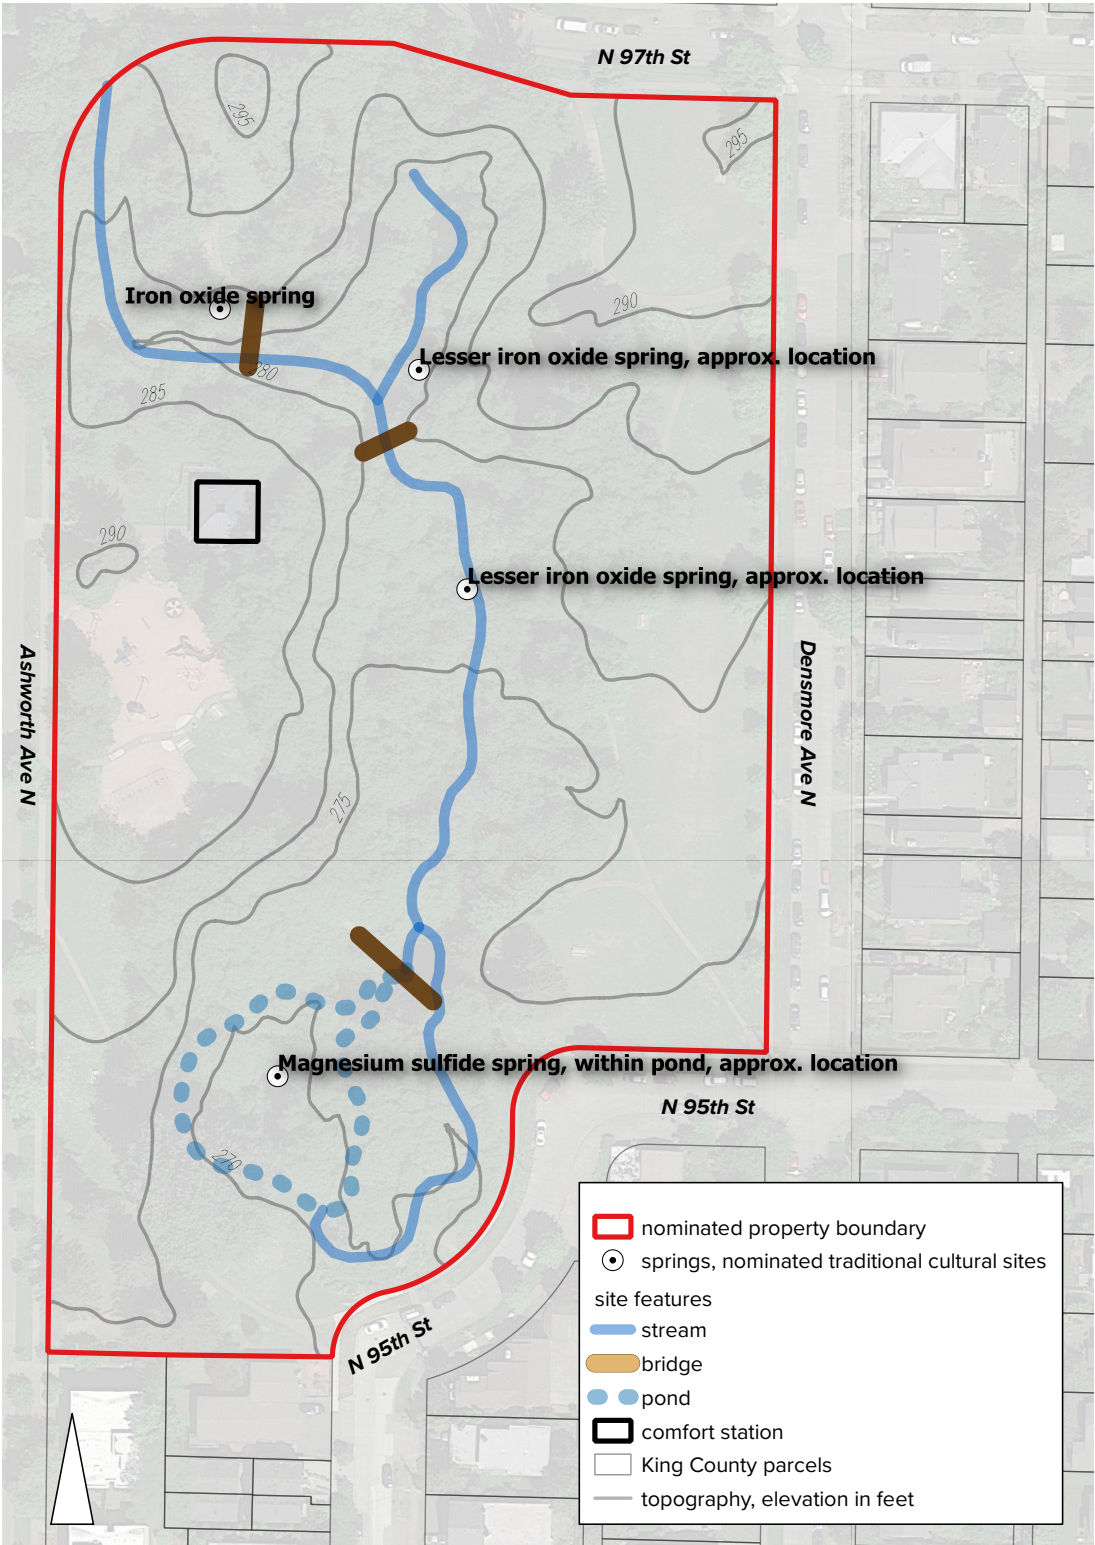 N 97th St
295
295
Iron oxide spring
290
Lesser iron oxide spring, approx. location
280
285
290
Lesser iron oxide spring, approx. location
Ashworth Ave N
Densmore Ave N
275
Magnesium sulfide spring, within pond, approx. location
N 95th St
270
N 95th St
nominated property boundary
springs, nominated traditional cultural sites
site features
stream
bridge
pond
comfort station
King County parcels
topography, elevation in feet